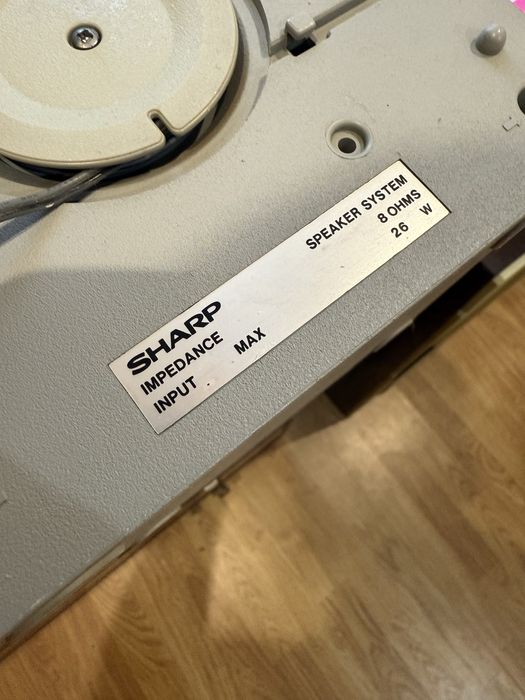 SHARP SPEAKER SYSTEM
IMPEDANCE 8 OHMS
INPUT MAX 26 W